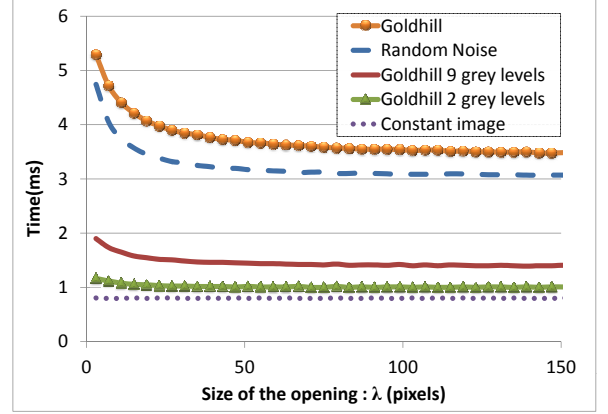 6
5
4
3
2
1
0
Time(ms)
Goldhill
Random Noise
Goldhill 9 grey levels
Goldhill 2 grey levels
Constant image
0 50 100 150
Size of the opening : λ (pixels)